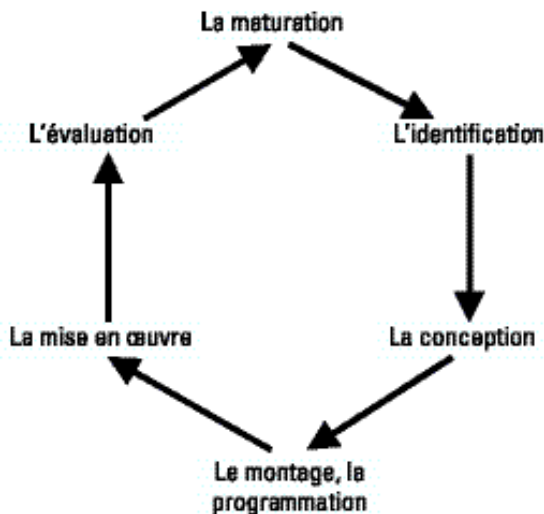 La maturation
L'évaluation
L'identification
La mise en œuvre
La conception
Le montage, la
programmation